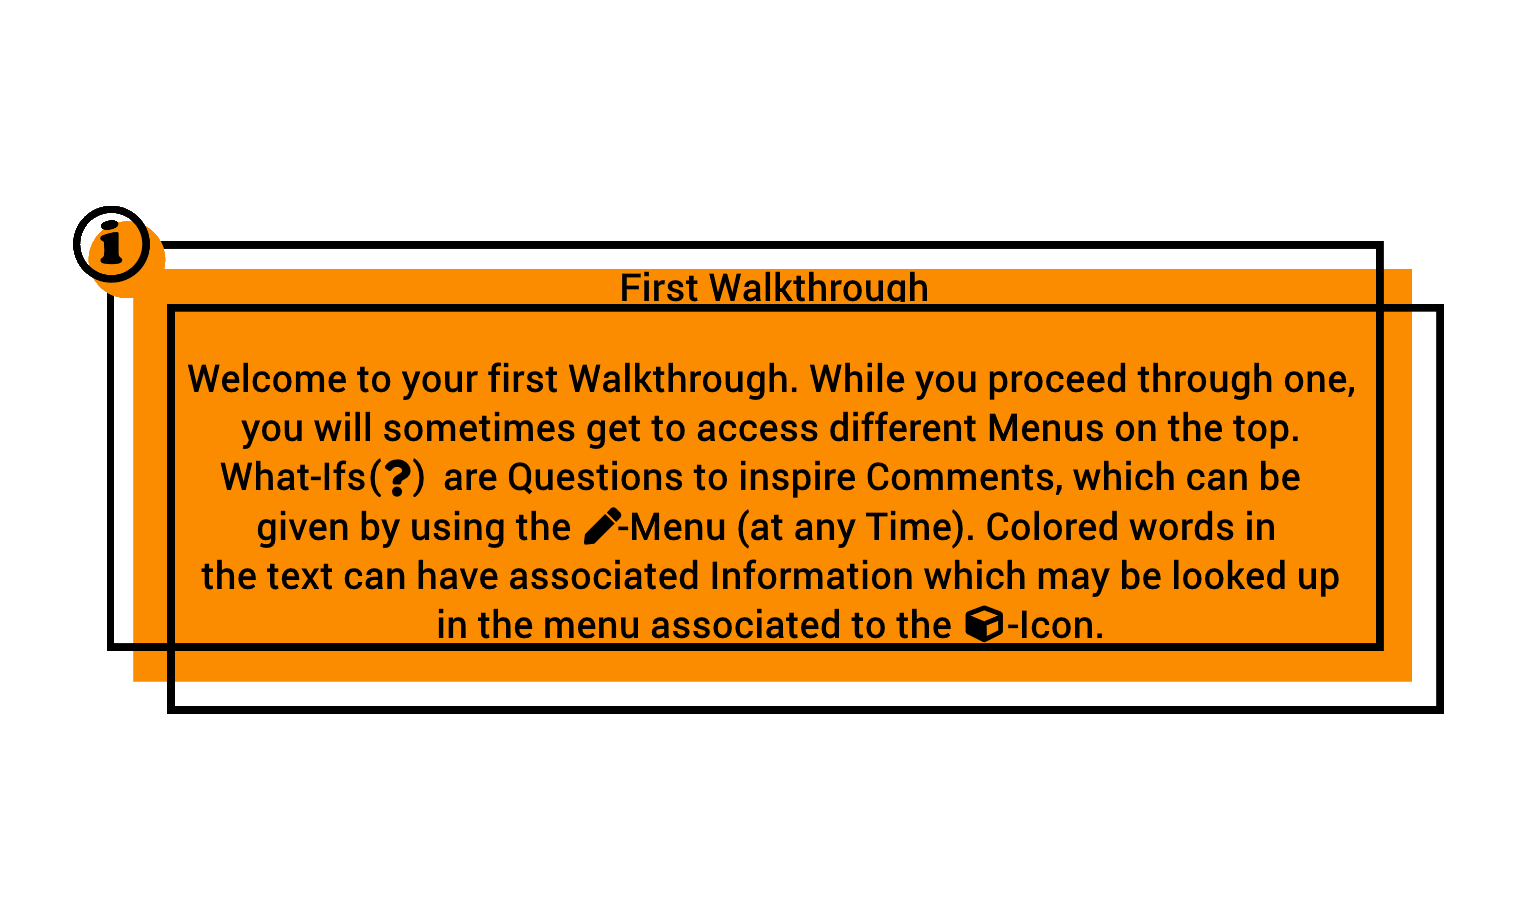 First Walkthrough
Welcome to your first Walkthrough. While you proceed through one,
you will sometimes get to access different Menus on the top.
What-Ifs(?) are Questions to inspire Comments, which can be
given by using the -Menu (at any Time). Colored words in
the text can have associated Information which may be looked up
in the menu associated to the -Icon.